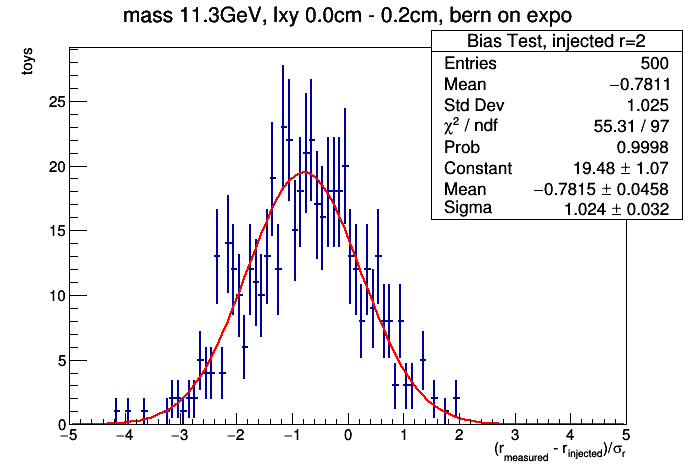 mass 11.3GeV, lxy 0.0cm - 0.2cm, bern on expo
Bias Test, injected r=2
Entries 500
Mean −0.7811
Std Dev 1.025
χ² / ndf 55.31 / 97
Prob 0.9998
Constant 19.48 ± 1.07
Mean −0.7815 ± 0.0458
Sigma 1.024 ± 0.032
toys
25
20
15
10
5
0
−5 −4 −3 −2 −1 0 1 2 3 4 5
(r_measured - r_injected)/σ_r